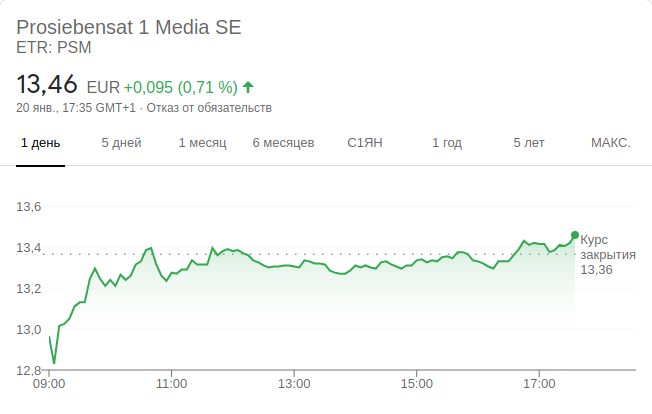 Prosiebensat 1 Media SE
ETR: PSM
13,46 EUR +0,095 (0,71 %)
20 янв., 17:35 GMT+1 · Отказ от обязательств
1 день 5 дней 1 месяц 6 месяцев С1ЯН 1 год 5 лет МАКС.
13,6
13,4
13,2
13,0
12,8
Курс
закрытия
13,36
09:00 11:00 13:00 15:00 17:00